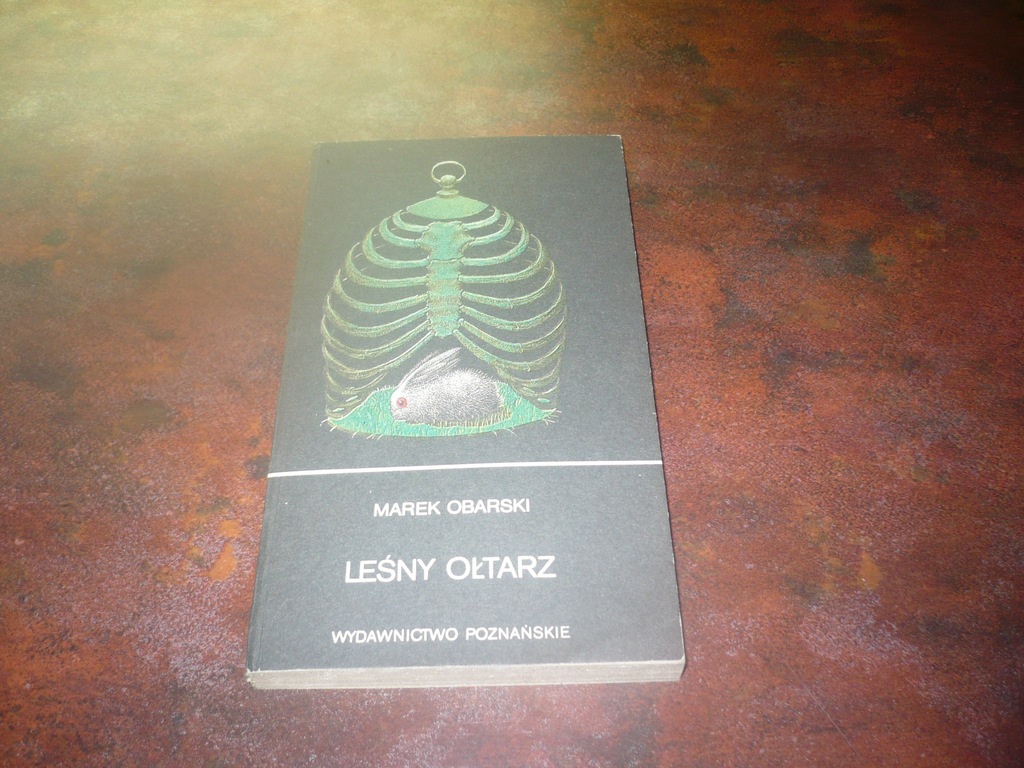 MAREK OBARSKI
LEŚNY OŁTARZ
WYDAWNICTWO POZNAŃSKIE